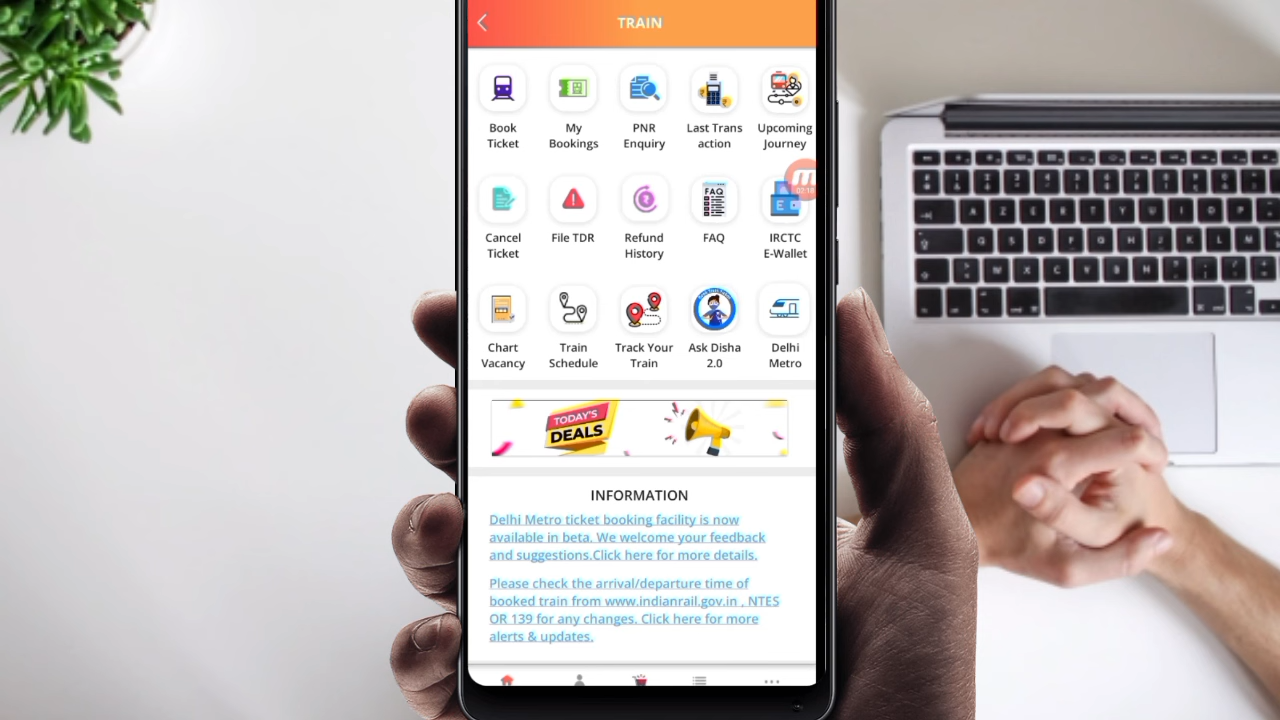 TRAIN
Book
Ticket
My
Bookings
PNR
Enquiry
Last Trans
action
Upcoming
Journey
Cancel
Ticket
File TDR
Refund
History
FAQ
FAQ
IRCTC
E-Wallet
Chart
Vacancy
Train
Schedule
Track Your
Train
Ask Disha
2.0
Delhi
Metro
TODAY'S
DEALS
INFORMATION
Delhi Metro ticket booking facility is now
available in beta. We welcome your feedback
and suggestions.Click here for more details.
Please check the arrival/departure time of
booked train from www.indianrail.gov.in , NTES
OR 139 for any changes. Click here for more
alerts & updates.